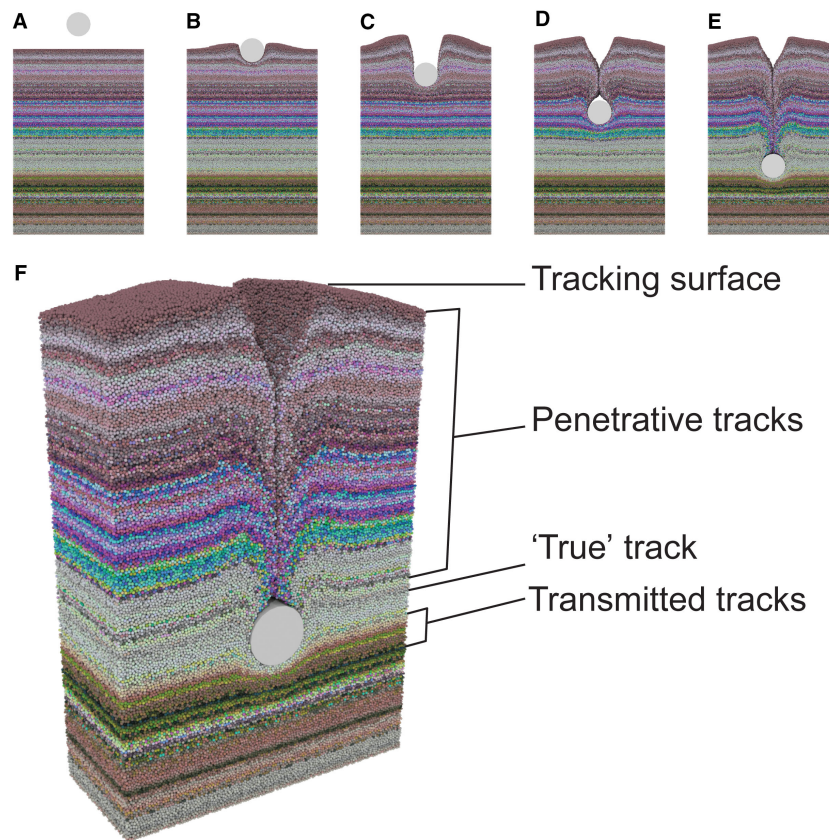 A
B
C
D
E
F
Tracking surface
Penetrative tracks
‘True’ track
Transmitted tracks